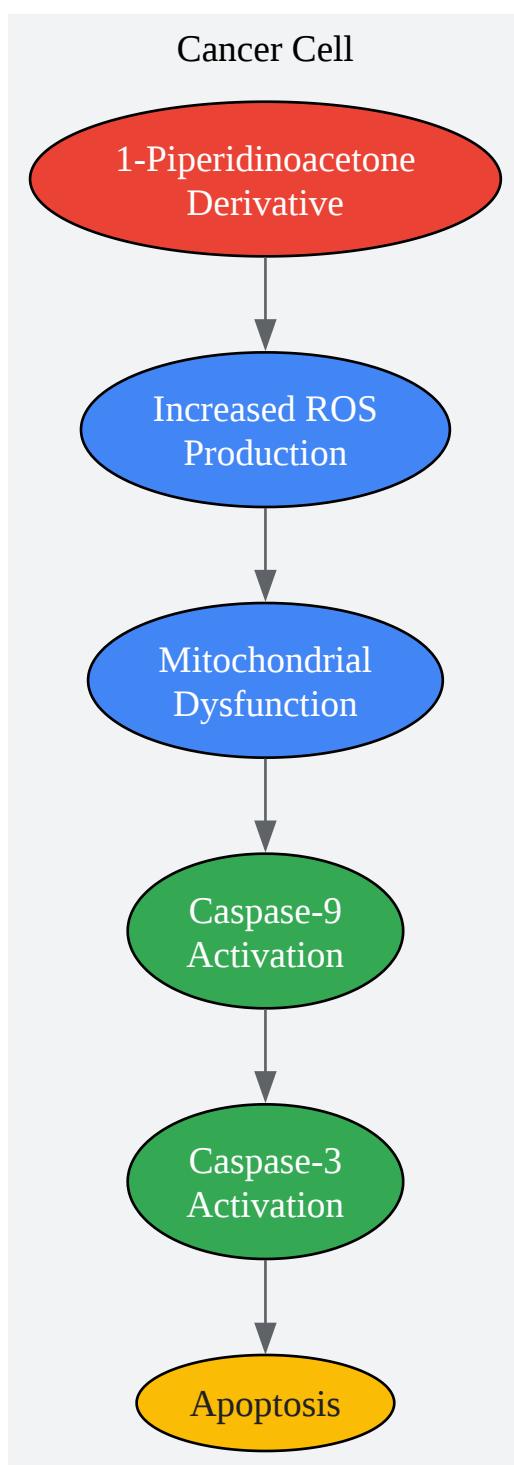 Cancer Cell
1-Piperidinoacetone
Derivative
Increased ROS
Production
Mitochondrial
Dysfunction
Caspase-9
Activation
Caspase-3
Activation
Apoptosis